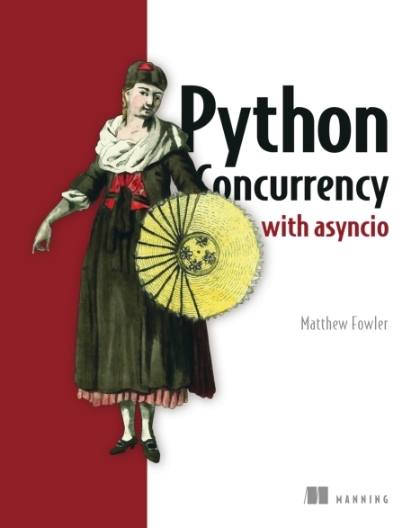 Python
Concurrency
with asyncio
Matthew Fowler
MANNING